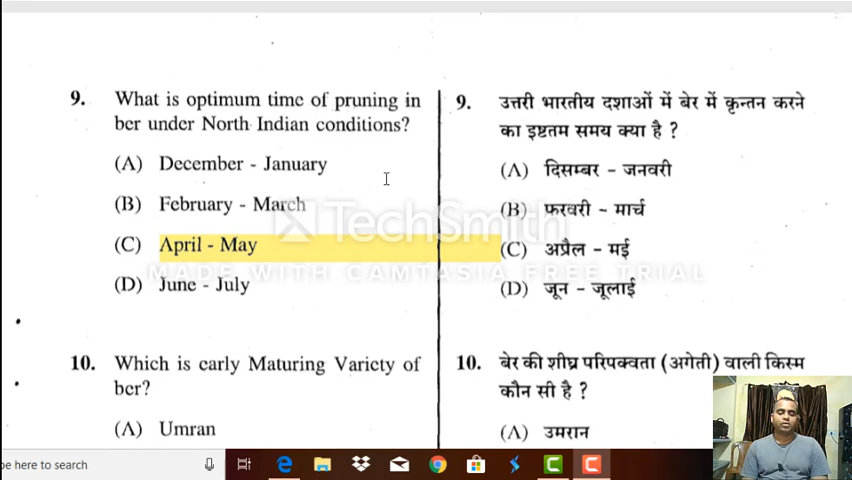 9. What is optimum time of pruning in
ber under North Indian conditions?
(A) December - January
(B) February - March
(C) April - May
(D) June - July
10. Which is early Maturing Variety of
ber?
(A) Umran
9. उत्तरी भारतीय दशाओं में बेर में कृन्तन करने
का इष्टतम समय क्या है ?
(A) दिसम्बर - जनवरी
(B) फरवरी - मार्च
(C) अप्रैल - मई
(D) जून - जूलाई
10. बेर की शीघ्र परिपक्वता (अगेती) वाली किस्म
कौन सी है ?
(A) उमरान
TechSmith
MADE WITH CAMTASIA FREE TRIAL
pe here to search